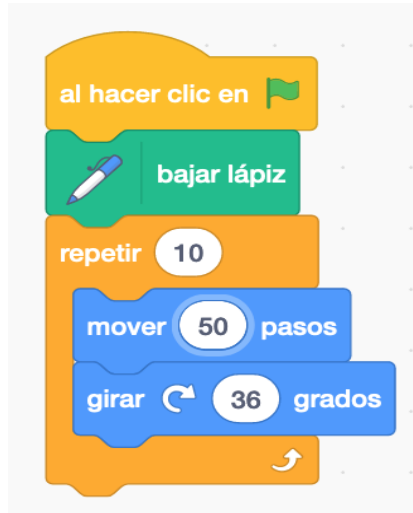 al hacer clic en
bajar lápiz
repetir 10
mover 50 pasos
girar 36 grados